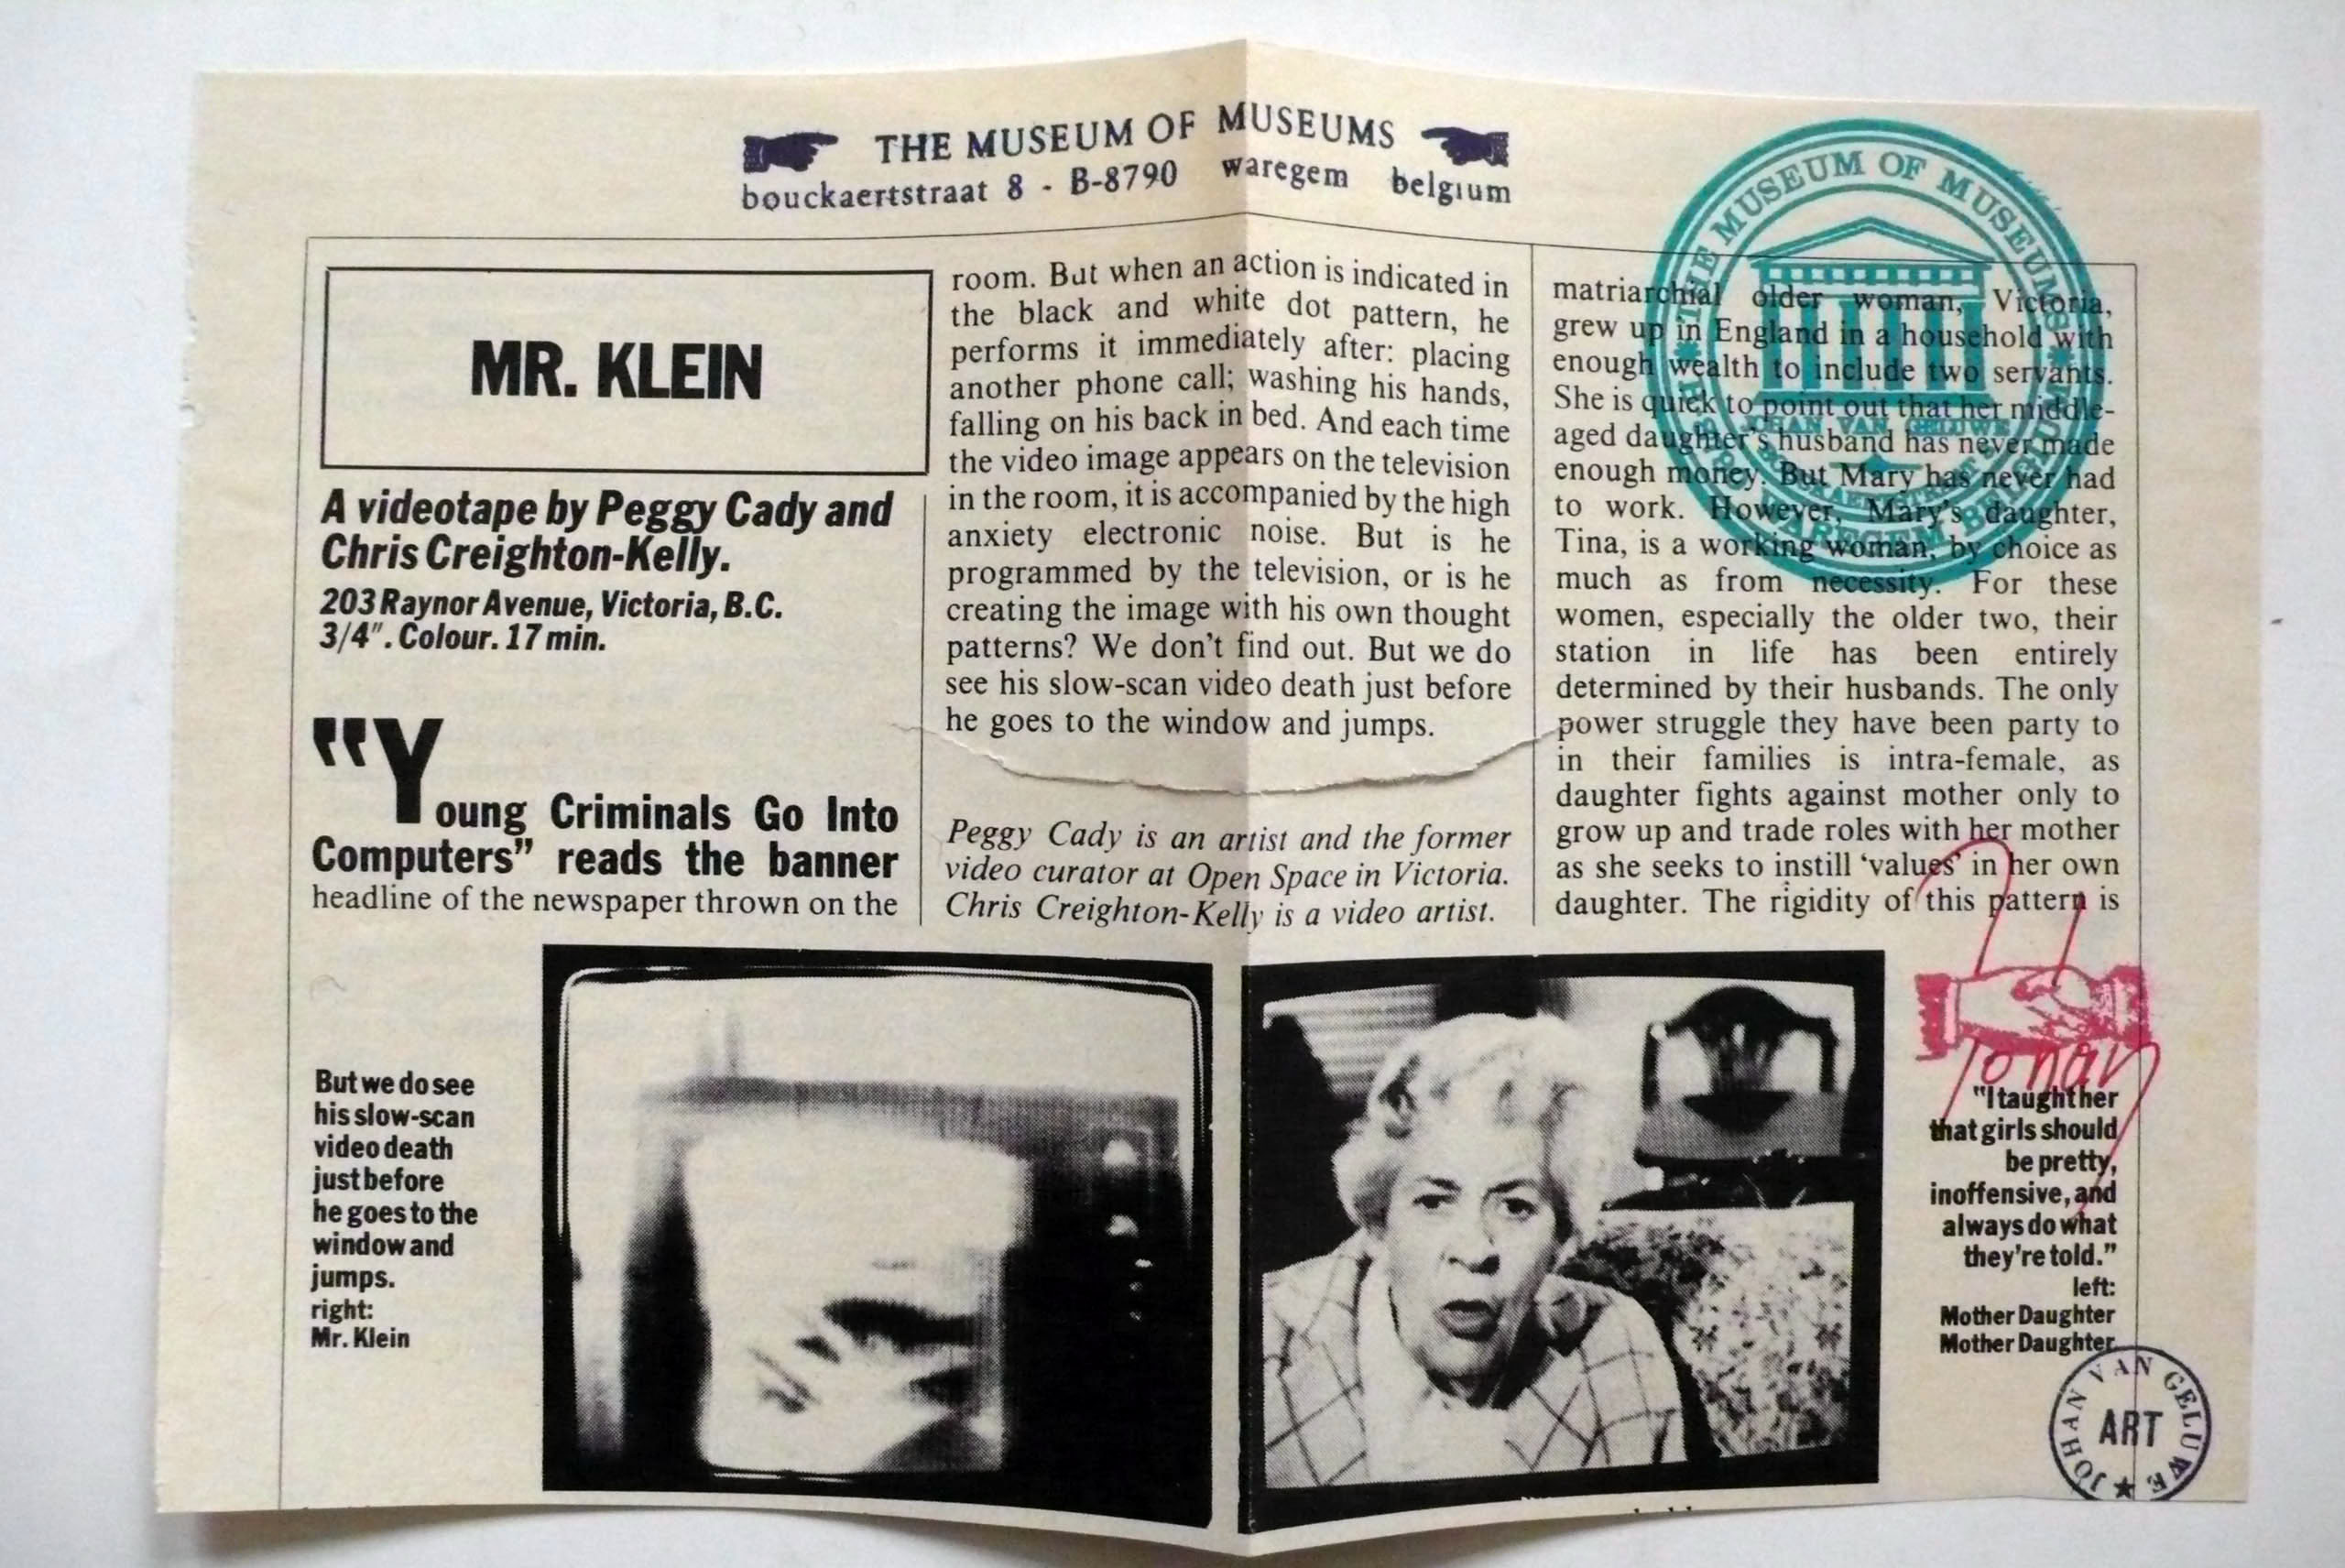 THE MUSEUM OF MUSEUMS
bouckaertstraat 8 - B-8790 waregem belgium
MR. KLEIN
A videotape by Peggy Cady and
Chris Creighton-Kelly.
203 Raynor Avenue, Victoria, B.C.
3/4". Colour. 17 min.
"Young Criminals Go Into
Computers" reads the banner
headline of the newspaper thrown on the
room. But when an action is indicated in
the black and white dot pattern, he
performs it immediately after: placing
another phone call; washing his hands,
falling on his back in bed. And each time
the video image appears on the television
in the room, it is accompanied by the high
anxiety electronic noise. But is he
programmed by the television, or is he
creating the image with his own thought
patterns? We don't find out. But we do
see his slow-scan video death just before
he goes to the window and jumps.
Peggy Cady is an artist and the former
video curator at Open Space in Victoria.
Chris Creighton-Kelly is a video artist.
matriarchial older woman, Victoria,
grew up in England in a household with
enough wealth to include two servants.
She is quick to point out that her middle-
aged daughter's husband has never made
enough money. But Mary has never had
to work. However, Mary's daughter,
Tina, is a working woman, by choice as
much as from necessity. For these
women, especially the older two, their
station in life has been entirely
determined by their husbands. The only
power struggle they have been party to
in their families is intra-female, as
daughter fights against mother only to
grow up and trade roles with her mother
as she seeks to instill 'values' in her own
daughter. The rigidity of this pattern is
THE MUSEUM OF MUSEUMS
JOHAN VAN GELUWE
WAREGEM BELGIUM
But we do see
his slow-scan
video death
just before
he goes to the
window and
jumps.
right:
Mr. Klein
Johan
"I taught her
that girls should
be pretty,
inoffensive, and
always do what
they're told."
left:
Mother Daughter
Mother Daughter
JOHAN VAN GELUWE
ART